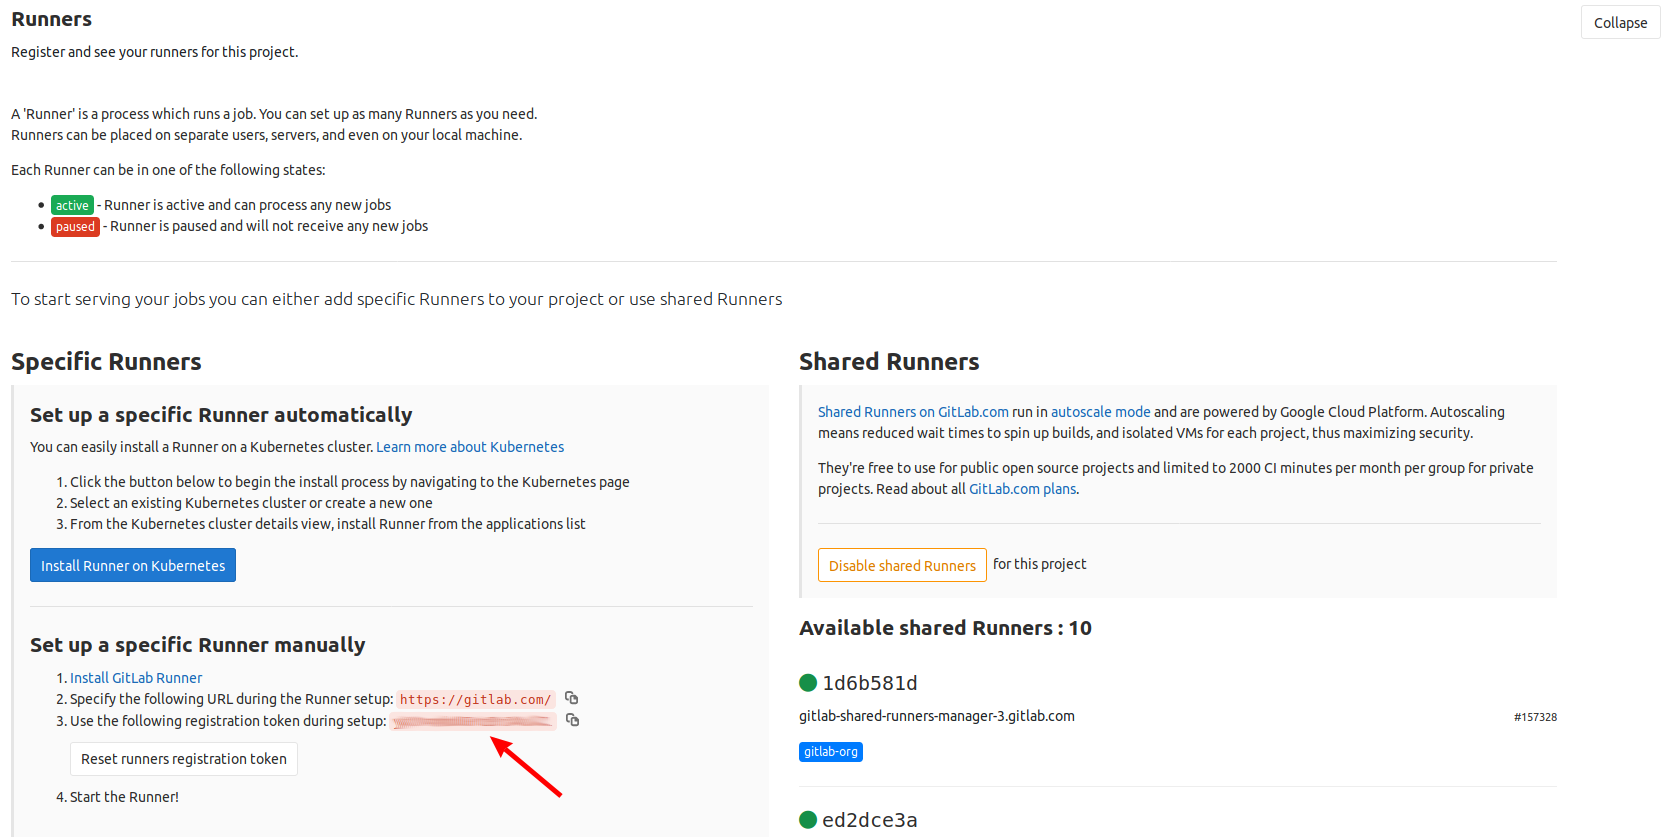 Runners
Collapse
Register and see your runners for this project.
A 'Runner' is a process which runs a job. You can set up as many Runners as you need.
Runners can be placed on separate users, servers, and even on your local machine.
Each Runner can be in one of the following states:
active - Runner is active and can process any new jobs
paused - Runner is paused and will not receive any new jobs
To start serving your jobs you can either add specific Runners to your project or use shared Runners
Specific Runners
Set up a specific Runner automatically
You can easily install a Runner on a Kubernetes cluster. Learn more about Kubernetes
1. Click the button below to begin the install process by navigating to the Kubernetes page
2. Select an existing Kubernetes cluster or create a new one
3. From the Kubernetes cluster details view, install Runner from the applications list
Install Runner on Kubernetes
Set up a specific Runner manually
1. Install GitLab Runner
2. Specify the following URL during the Runner setup: https://gitlab.com/
3. Use the following registration token during setup:
Reset runners registration token
4. Start the Runner!
Shared Runners
Shared Runners on GitLab.com run in autoscale mode and are powered by Google Cloud Platform. Autoscaling
means reduced wait times to spin up builds, and isolated VMs for each project, thus maximizing security.
They're free to use for public open source projects and limited to 2000 CI minutes per month per group for private
projects. Read about all GitLab.com plans.
Disable shared Runners for this project
Available shared Runners : 10
1d6b581d
gitlab-shared-runners-manager-3.gitlab.com #157328
gitlab-org
ed2dce3a